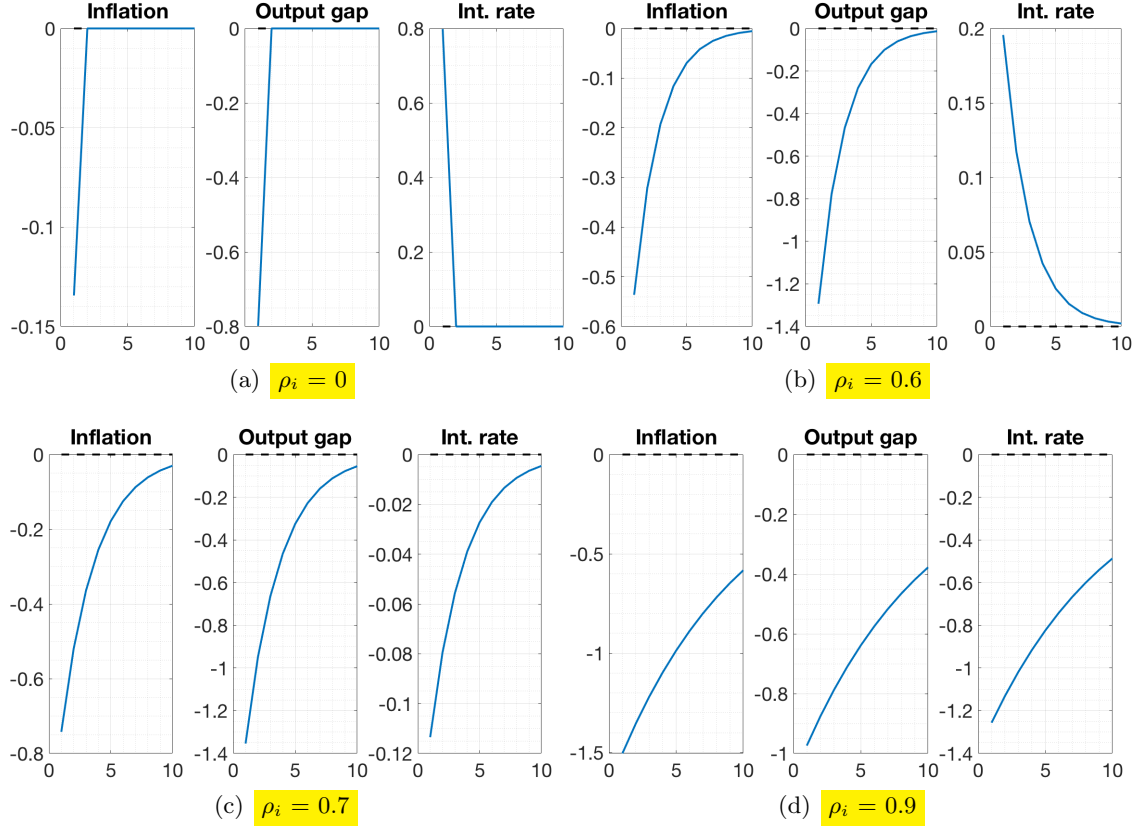 Inflation Output gap Int. rate Inflation Output gap Int. rate
0 0 0.8 0 0 0.2
-0.05 -0.2 0.6 -0.1 -0.2 0.15
-0.1 -0.4 0.4 -0.2 -0.4 0.1
-0.15 -0.6 0.2 -0.3 -0.6 0.05
-0.8 0 -0.4 -0.8 0
-0.5 -1
-0.6 -1.2
-1.4
0 5 10 0 5 10 0 5 10 0 5 10 0 5 10 0 5 10
(a) ρi = 0 (b) ρi = 0.6
Inflation Output gap Int. rate Inflation Output gap Int. rate
0 0 0 0 0 0
-0.2 -0.2 -0.02 -0.5 -0.2 -0.2
-0.4 -0.4 -0.04 -1 -0.4 -0.4
-0.6 -0.6 -0.06 -1.5 -0.6 -0.6
-0.8 -0.8 -0.08 -0.8 -0.8
-1 -0.1 -1 -1
-1.2 -0.12 -1.2
-1.4 -1.4
0 5 10 0 5 10 0 5 10 0 5 10 0 5 10 0 5 10
(c) ρi = 0.7 (d) ρi = 0.9